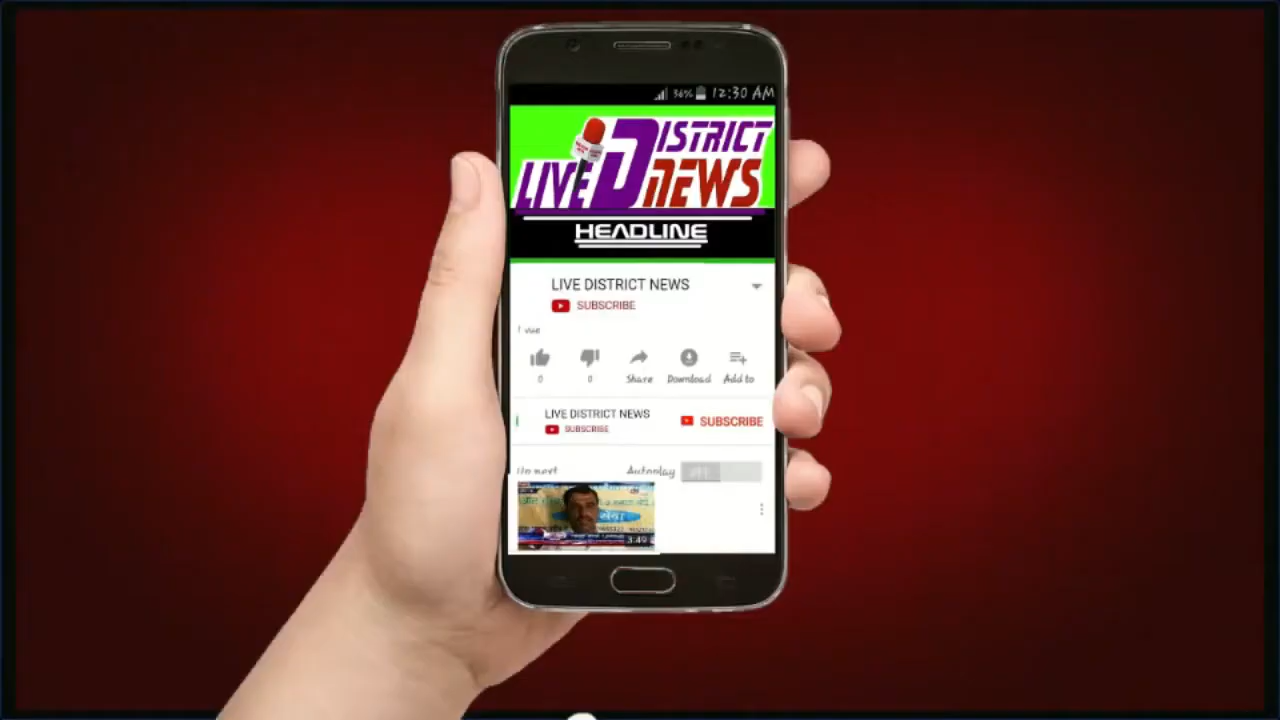 36% 12:30 AM
LIVE DISTRICT NEWS
HEADLINE
LIVE DISTRICT NEWS
SUBSCRIBE
0 0 Share Download Add to
LIVE DISTRICT NEWS
SUBSCRIBE
SUBSCRIBE
Up next Autoplay OFF
सेवा
3:49